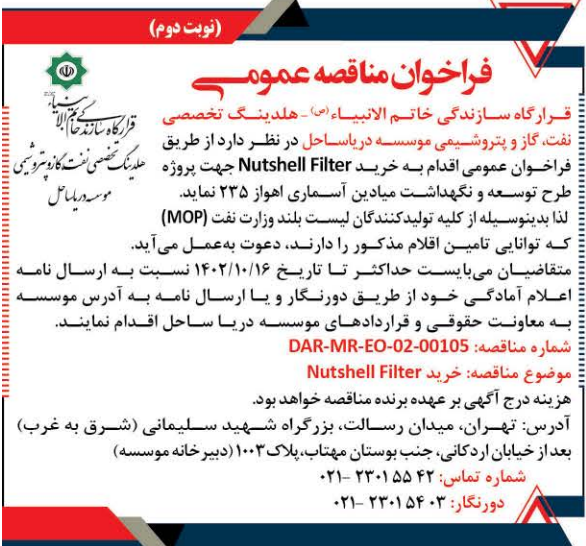 (نوبت دوم)
فراخوان مناقصه عمومی
قرارگاه سازندگی خاتم الانبیاء
هلدینگ تخصصی نفت، گاز و پتروشیمی
موسسه دریاساحل
قرارگاه سازندگی خاتم الانبیاء (ص) - هلدینگ تخصصی
نفت، گاز و پتروشیمی موسسه دریاساحل در نظر دارد از طریق
فراخوان عمومی اقدام به خرید Nutshell Filter جهت پروژه
طرح توسعه و نگهداشت میادین آسماری اهواز ۲۳۵ نماید.
لذا بدینوسیله از کلیه تولیدکنندگان لیست بلند وزارت نفت (MOP)
که توانایی تامین اقلام مذکور را دارند، دعوت به‌عمل می‌آید.
متقاضیان می‌بایست حداکثر تا تاریخ ۱۴۰۲/۱۰/۱۶ نسبت به ارسال نامه
اعلام آمادگی خود از طریق دورنگار و یا ارسال نامه به آدرس موسسه
به معاونت حقوقی و قراردادهای موسسه دریا ساحل اقدام نمایند.
شماره مناقصه: DAR-MR-EO-02-00105
موضوع مناقصه: خرید Nutshell Filter
هزینه درج آگهی بر عهده برنده مناقصه خواهد بود.
آدرس: تهران، میدان رسالت، بزرگراه شهید سلیمانی (شرق به غرب)
بعد از خیابان اردکانی، جنب بوستان مهتاب، پلاک ۱۰۰۳ (دبیرخانه موسسه)
شماره تماس: ۴۲ ۵۵ ۲۳۰۱ -۰۲۱
دورنگار: ۰۳ ۵۴ ۲۳۰۱ -۰۲۱